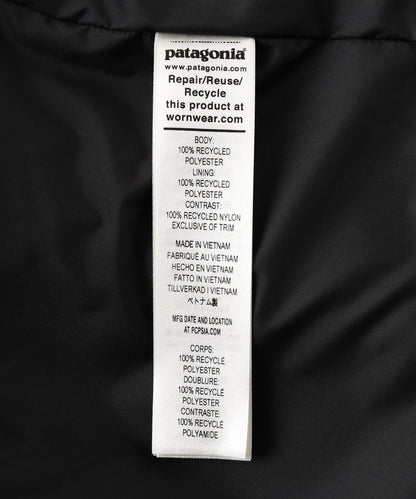 patagonia®
www.patagonia.com
Repair/Reuse/
Recycle
this product at
wornwear.com
BODY:
100% RECYCLED
POLYESTER
LINING:
100% RECYCLED
POLYESTER
CONTRAST:
100% RECYCLED NYLON
EXCLUSIVE OF TRIM
MADE IN VIETNAM
FABRIQUÉ AU VIETNAM
HECHO EN VIETNAM
FATTO IN VIETNAM
TILLVERKAD I VIETNAM
ベトナム製
MFG DATE AND LOCATION
AT PCPSIA.COM
CORPS:
100% RECYCLÉ
POLYESTER
DOUBLURE:
100% RECYCLÉ
POLYESTER
CONTRASTE:
100% RECYCLÉ
POLYAMIDE